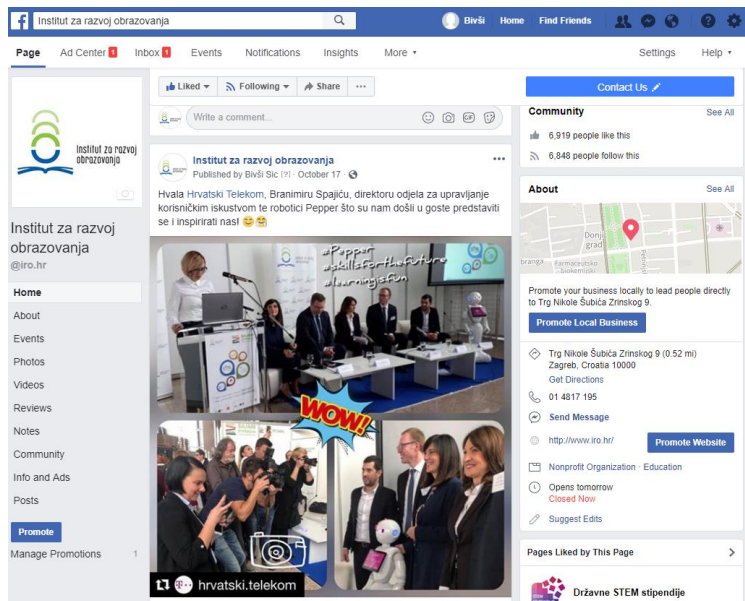 Institut za razvoj obrazovanja
Bivši Home Find Friends
Page Ad Center 1 Inbox 1 Events Notifications Insights More Settings Help
Liked Following Share ...
Contact Us
Write a comment...
GIF
Institut za razvoj
obrazovanja
Institut za razvoj
obrazovanja
@iro.hr
Home
About
Events
Photos
Videos
Reviews
Notes
Community
Info and Ads
Posts
Promote
Manage Promotions 1
Institut za razvoj obrazovanja
Published by Bivši Sic [?] · October 17 ·
Hvala Hrvatski Telekom, Branimiru Spajiću, direktoru odjela za upravljanje
korisničkim iskustvom te robotici Pepper što su nam došli u goste predstaviti
se i inspirirati nas!
#Pepper
#skillsforthefuture
#learningisfun
WOW!
hrvatski.telekom
Community See All
6,919 people like this
6,848 people follow this
About See All
Donji
grad
Farmaceutsko
Promote your business locally to lead people directly
to Trg Nikole Šubića Zrinskog 9.
Promote Local Business
Trg Nikole Šubića Zrinskog 9 (0.52 mi)
Zagreb, Croatia 10000
Get Directions
01 4817 195
Send Message
http://www.iro.hr/ Promote Website
Nonprofit Organization · Education
Opens tomorrow
Closed Now
Suggest Edits
Pages Liked by This Page
STEM
Državne STEM stipendije